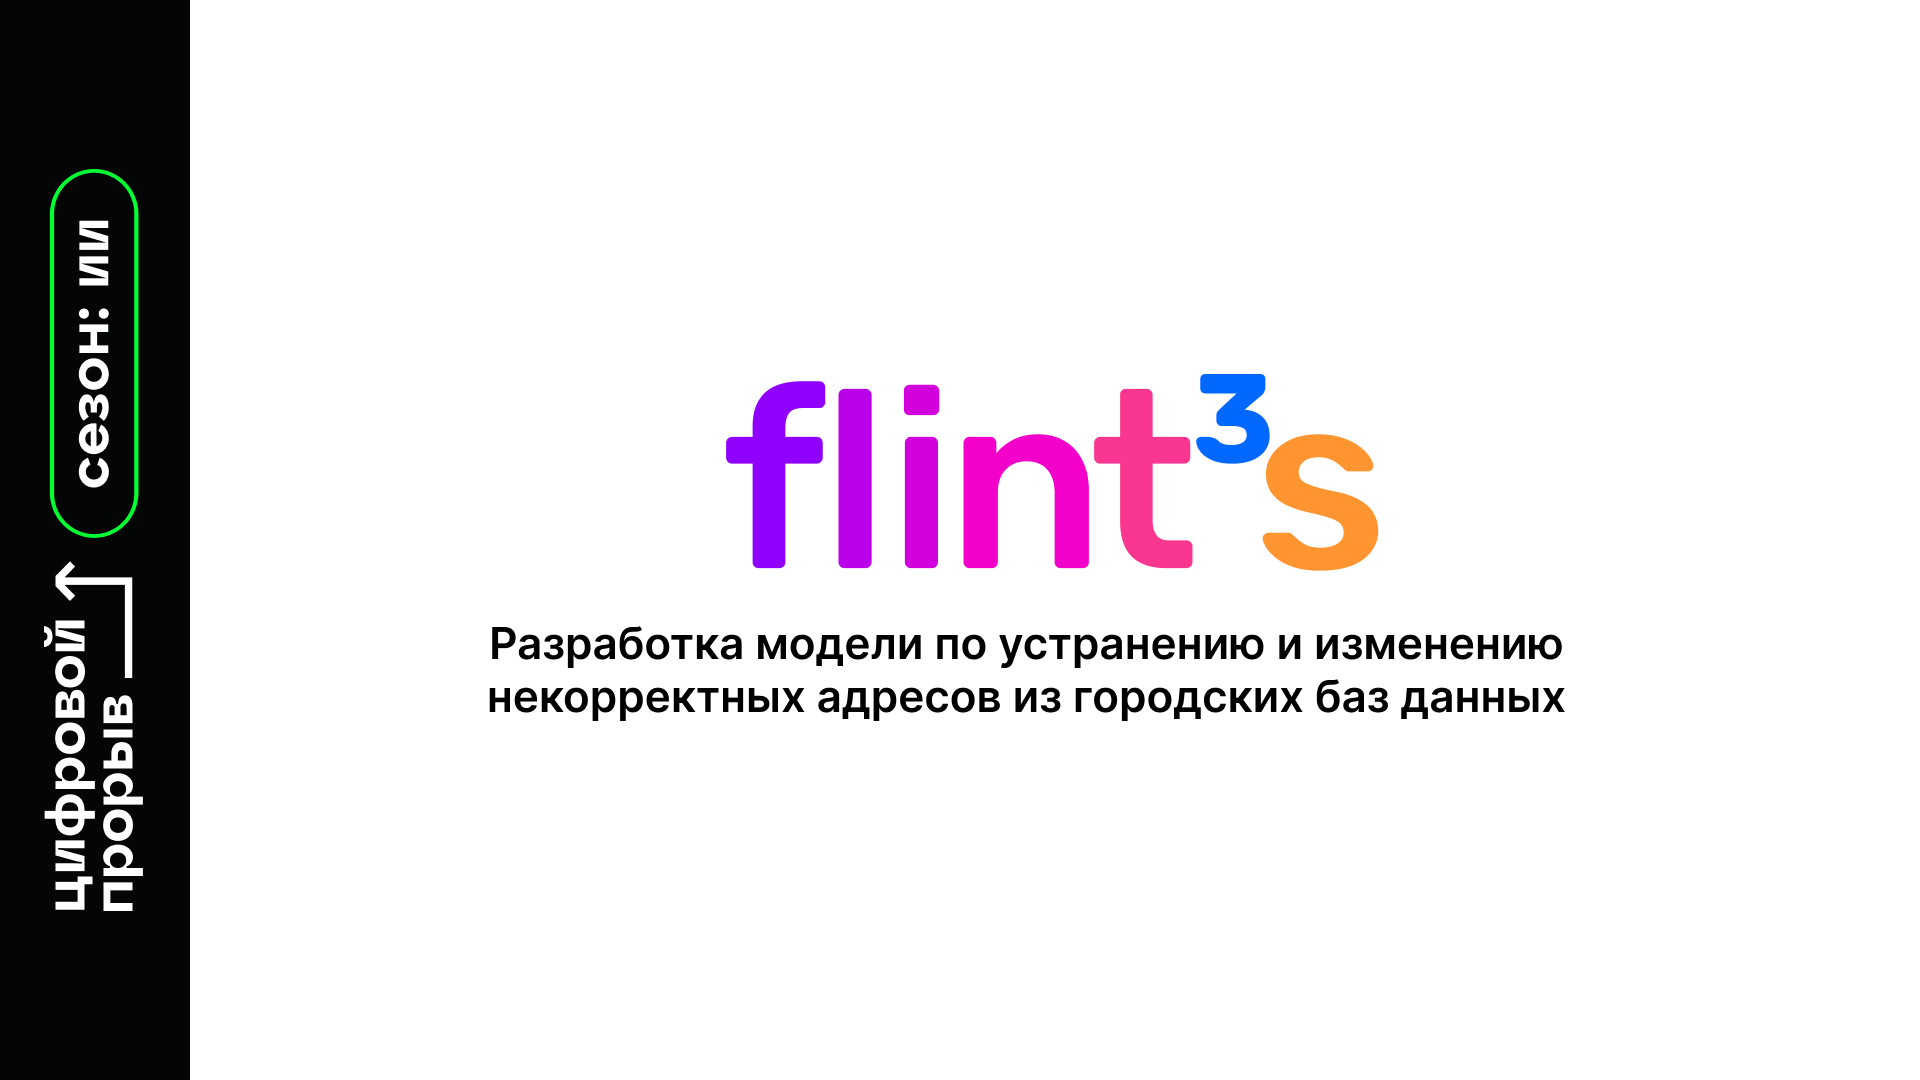 цифровой
прорыв
сезон: ии
flint³s
Разработка модели по устранению и изменению
некорректных адресов из городских баз данных